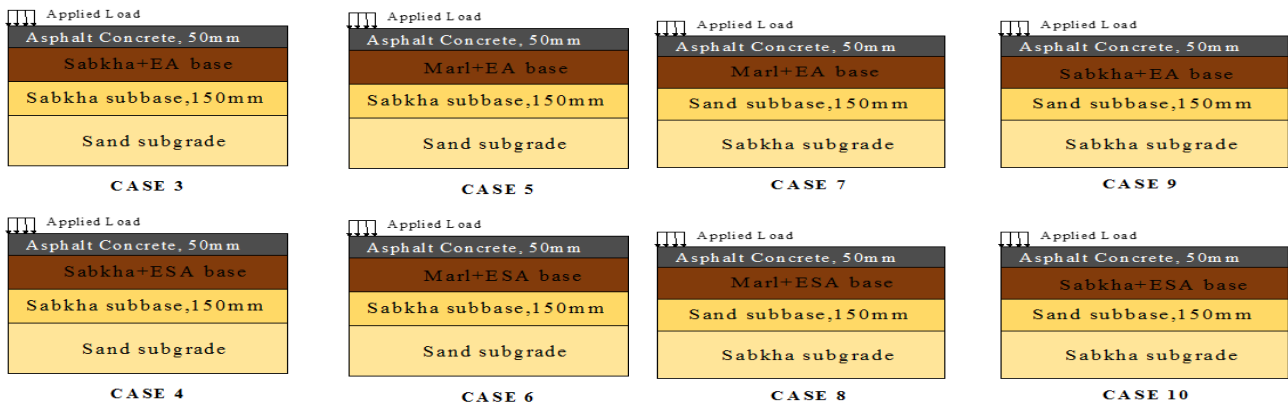 Applied Load
Asphalt Concrete, 50mm
Sabkha+EA base
Sabkha subbase,150mm
Sand subgrade
CASE 3
Applied Load
Asphalt Concrete, 50mm
Marl+EA base
Sabkha subbase,150mm
Sand subgrade
CASE 5
Applied Load
Asphalt Concrete, 50mm
Marl+EA base
Sand subbase,150mm
Sabkha subgrade
CASE 7
Applied Load
Asphalt Concrete, 50mm
Sabkha+EA base
Sand subbase,150mm
Sabkha subgrade
CASE 9
Applied Load
Asphalt Concrete, 50mm
Sabkha+ESA base
Sabkha subbase,150mm
Sand subgrade
CASE 4
Applied Load
Asphalt Concrete, 50mm
Marl+ESA base
Sabkha subbase,150mm
Sand subgrade
CASE 6
Applied Load
Asphalt Concrete, 50mm
Marl+ESA base
Sand subbase,150mm
Sabkha subgrade
CASE 8
Applied Load
Asphalt Concrete, 50mm
Sabkha+ESA base
Sand subbase,150mm
Sabkha subgrade
CASE 10